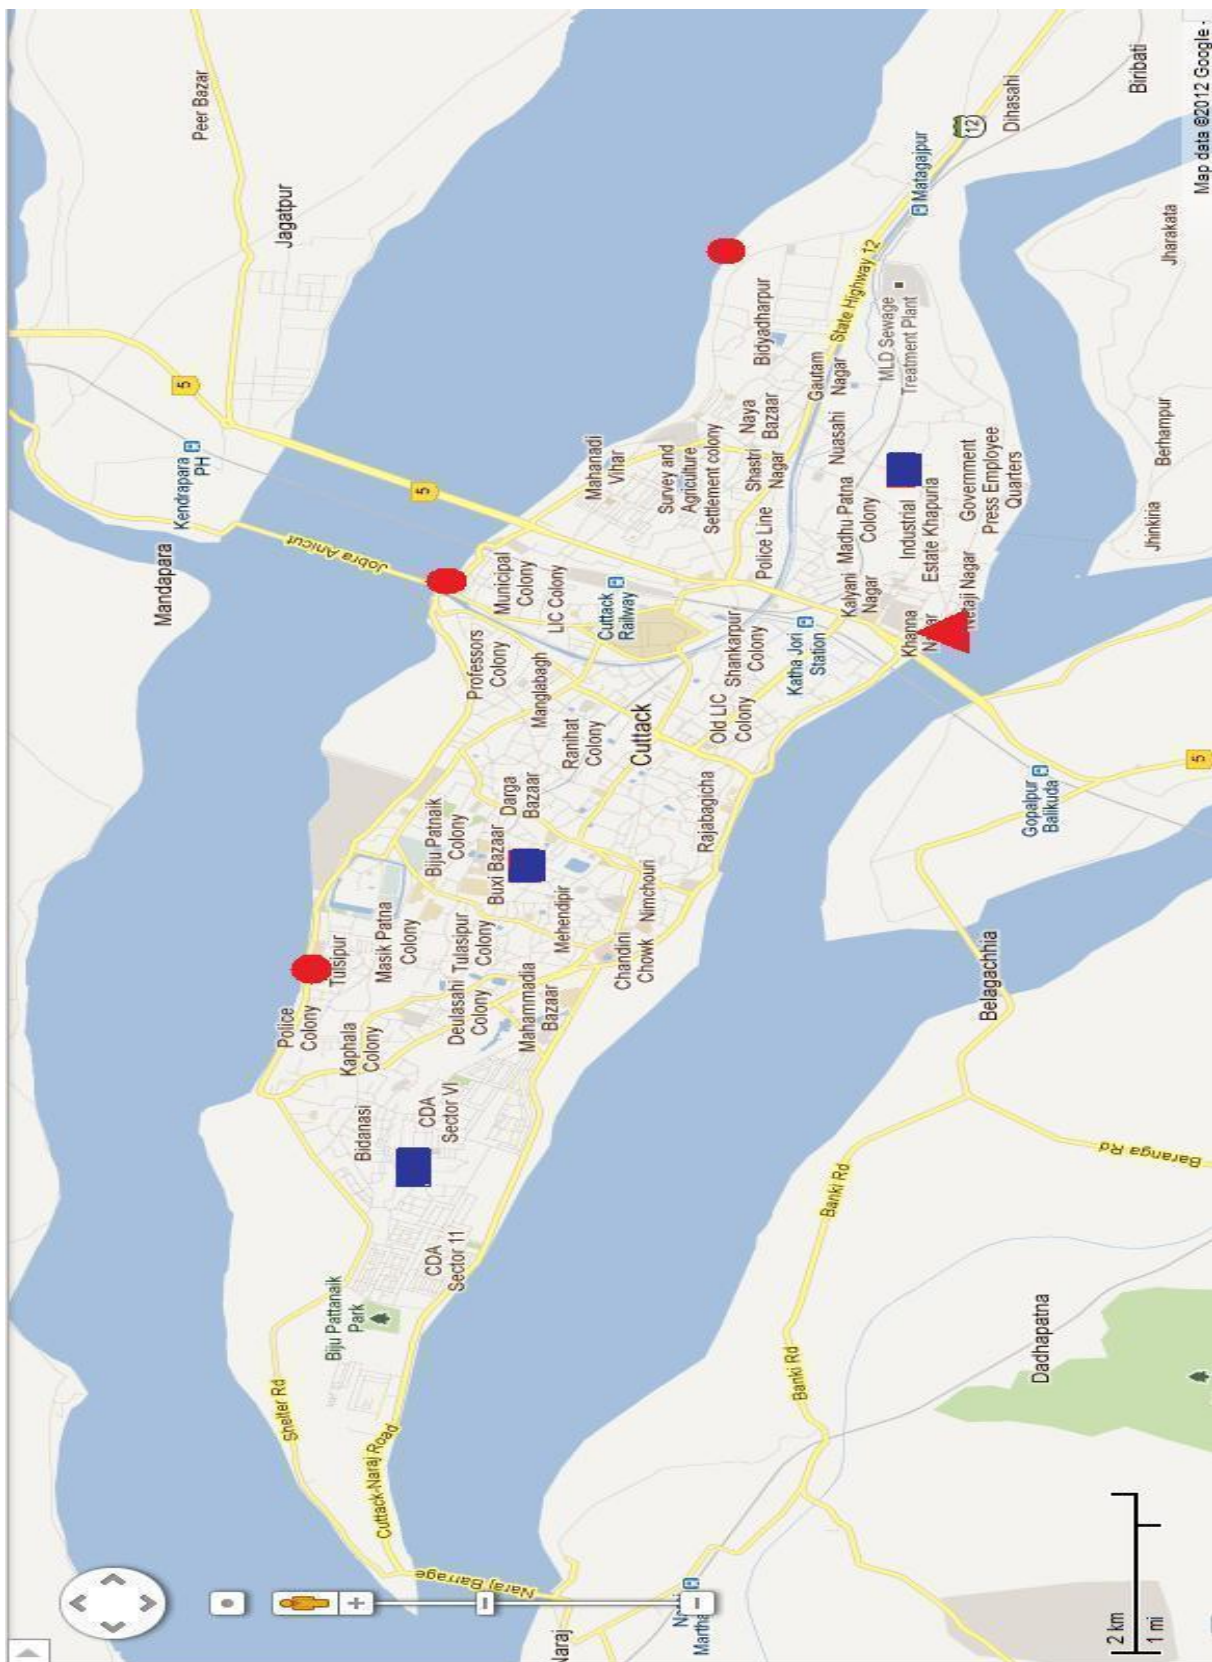 Peer Bazar
Jagatpur
5
Kendrapara
PH
5
Jobra Anicut
Mandapara
Mahanadi
Vihar
Survey and
Agriculture
Settlement colony
Shastri
Nagar
Naya
Bazaar
Bidyadharpur
Gautam
Nagar
State Highway 12
Matagajpur
12
Dihasahi
Biribati
MLD Sewage
Treatment Plant
Nuasahi
Madhu Patna
Colony
Industrial
Estate Khapuria
Government
Press Employee
Quarters
Netaji Nagar
Khanna
Nagar
Kalyani
Nagar
Police Line
Municipal
Colony
LIC Colony
Cuttack
Railway
Professors
Colony
Manglabagh
Ranihat
Colony
Cuttack
Shankarpur
Colony
Old LIC
Colony
Katha Jori
Station
Rajabagicha
Darga
Bazaar
Biju Patnaik
Colony
Buxi Bazaar
Mehendipir
Nimchouri
Chandini
Chowk
Masik Patna
Colony
Tulasipur
Colony
Deulasahi
Colony
Mahammadia
Bazaar
Tulsipur
Police
Colony
Kaphala
Colony
Bidanasi
CDA
Sector VI
CDA
Sector 11
Biju Pattanaik
Park
Shelter Rd
Cuttack-Naraj Road
Naraj Barrage
Naraj
Martha
Banki Rd
Banki Rd
Baranga Rd
Belagachhia
Gopalpur
Balikuda
5
Dadhapatna
Jhinkiria
Berhampur
Jharakata
2 km
1 mi
Map data ©2012 Google -